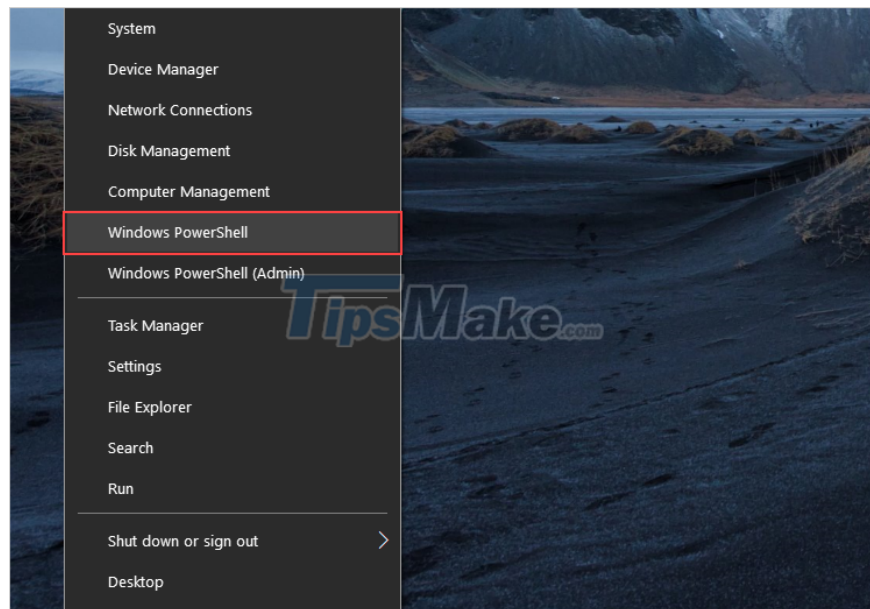 System
Device Manager
Network Connections
Disk Management
Computer Management
Windows PowerShell
Windows PowerShell (Admin)
TipsMake.com
Task Manager
Settings
File Explorer
Search
Run
Shut down or sign out
Desktop